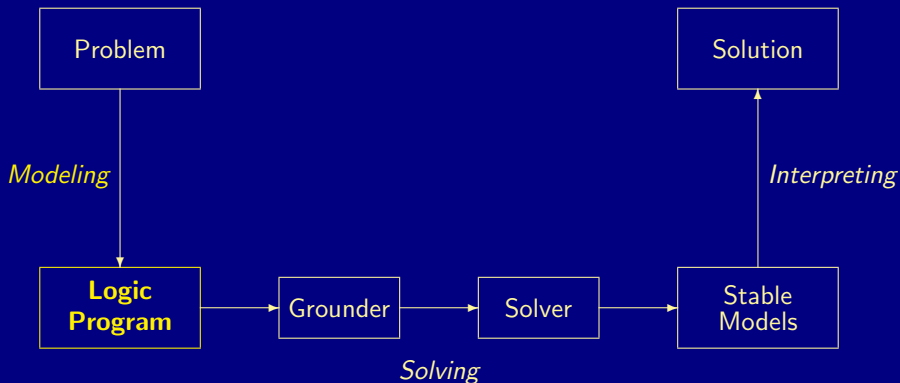 Problem
Solution
Modeling
Interpreting
Logic
Program
Grounder
Solver
Stable
Models
Solving